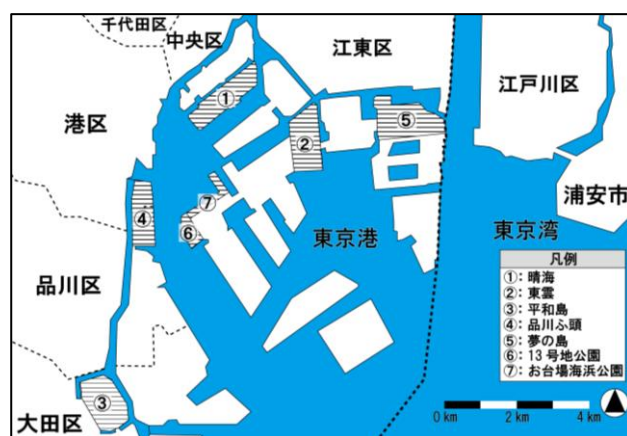 千代田区
中央区
江東区
江戸川区
港区
①
⑤
②
浦安市
⑦
④
⑥
東京港
東京湾
品川区
凡例
①：晴海
②：東雲
③：平和島
④：品川ふ頭
⑤：夢の島
⑥：13号地公園
⑦：お台場海浜公園
③
大田区
0 km 2 km 4 km